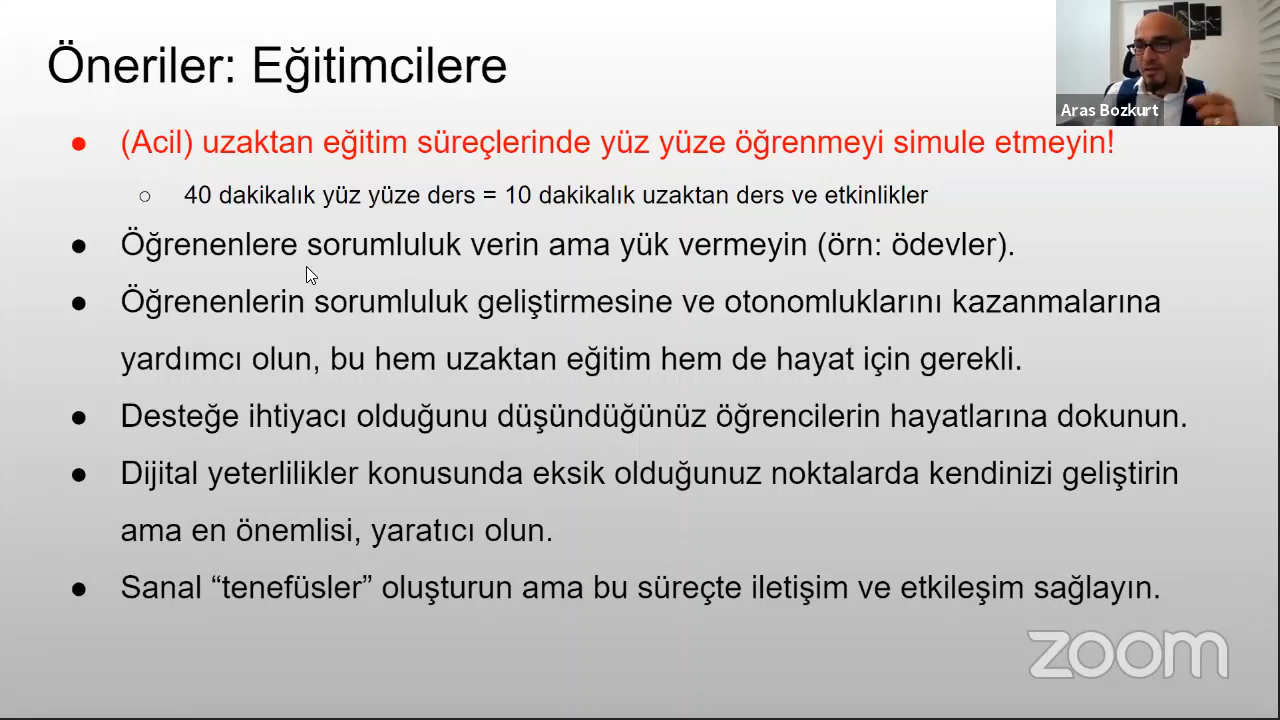 Öneriler: Eğitimcilere
Aras Bozkurt
● (Acil) uzaktan eğitim süreçlerinde yüz yüze öğrenmeyi simule etmeyin!
○ 40 dakikalık yüz yüze ders = 10 dakikalık uzaktan ders ve etkinlikler
● Öğrenenlere sorumluluk verin ama yük vermeyin (örn: ödevler).
● Öğrenenlerin sorumluluk geliştirmesine ve otonomluklarını kazanmalarına
yardımcı olun, bu hem uzaktan eğitim hem de hayat için gerekli.
● Desteğe ihtiyacı olduğunu düşündüğünüz öğrencilerin hayatlarına dokunun.
● Dijital yeterlilikler konusunda eksik olduğunuz noktalarda kendinizi geliştirin
ama en önemlisi, yaratıcı olun.
● Sanal “tenefüsler” oluşturun ama bu süreçte iletişim ve etkileşim sağlayın.
zoom